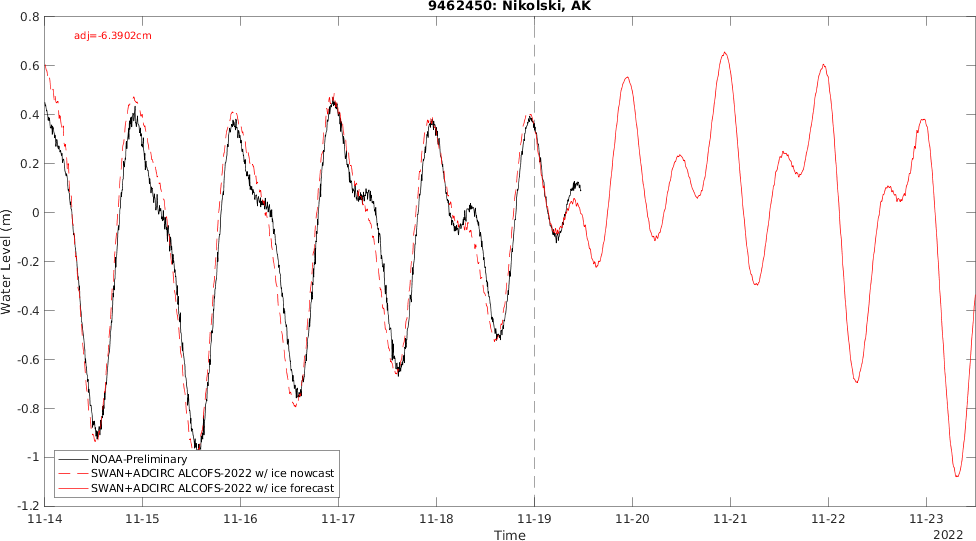 9462450: Nikolski, AK
adj=-6.3902cm
Water Level (m)
0.8
0.6
0.4
0.2
0
-0.2
-0.4
-0.6
-0.8
-1
-1.2
NOAA-Preliminary
SWAN+ADCIRC ALCOFS-2022 w/ ice nowcast
SWAN+ADCIRC ALCOFS-2022 w/ ice forecast
11-14 11-15 11-16 11-17 11-18 11-19 11-20 11-21 11-22 11-23
Time
2022